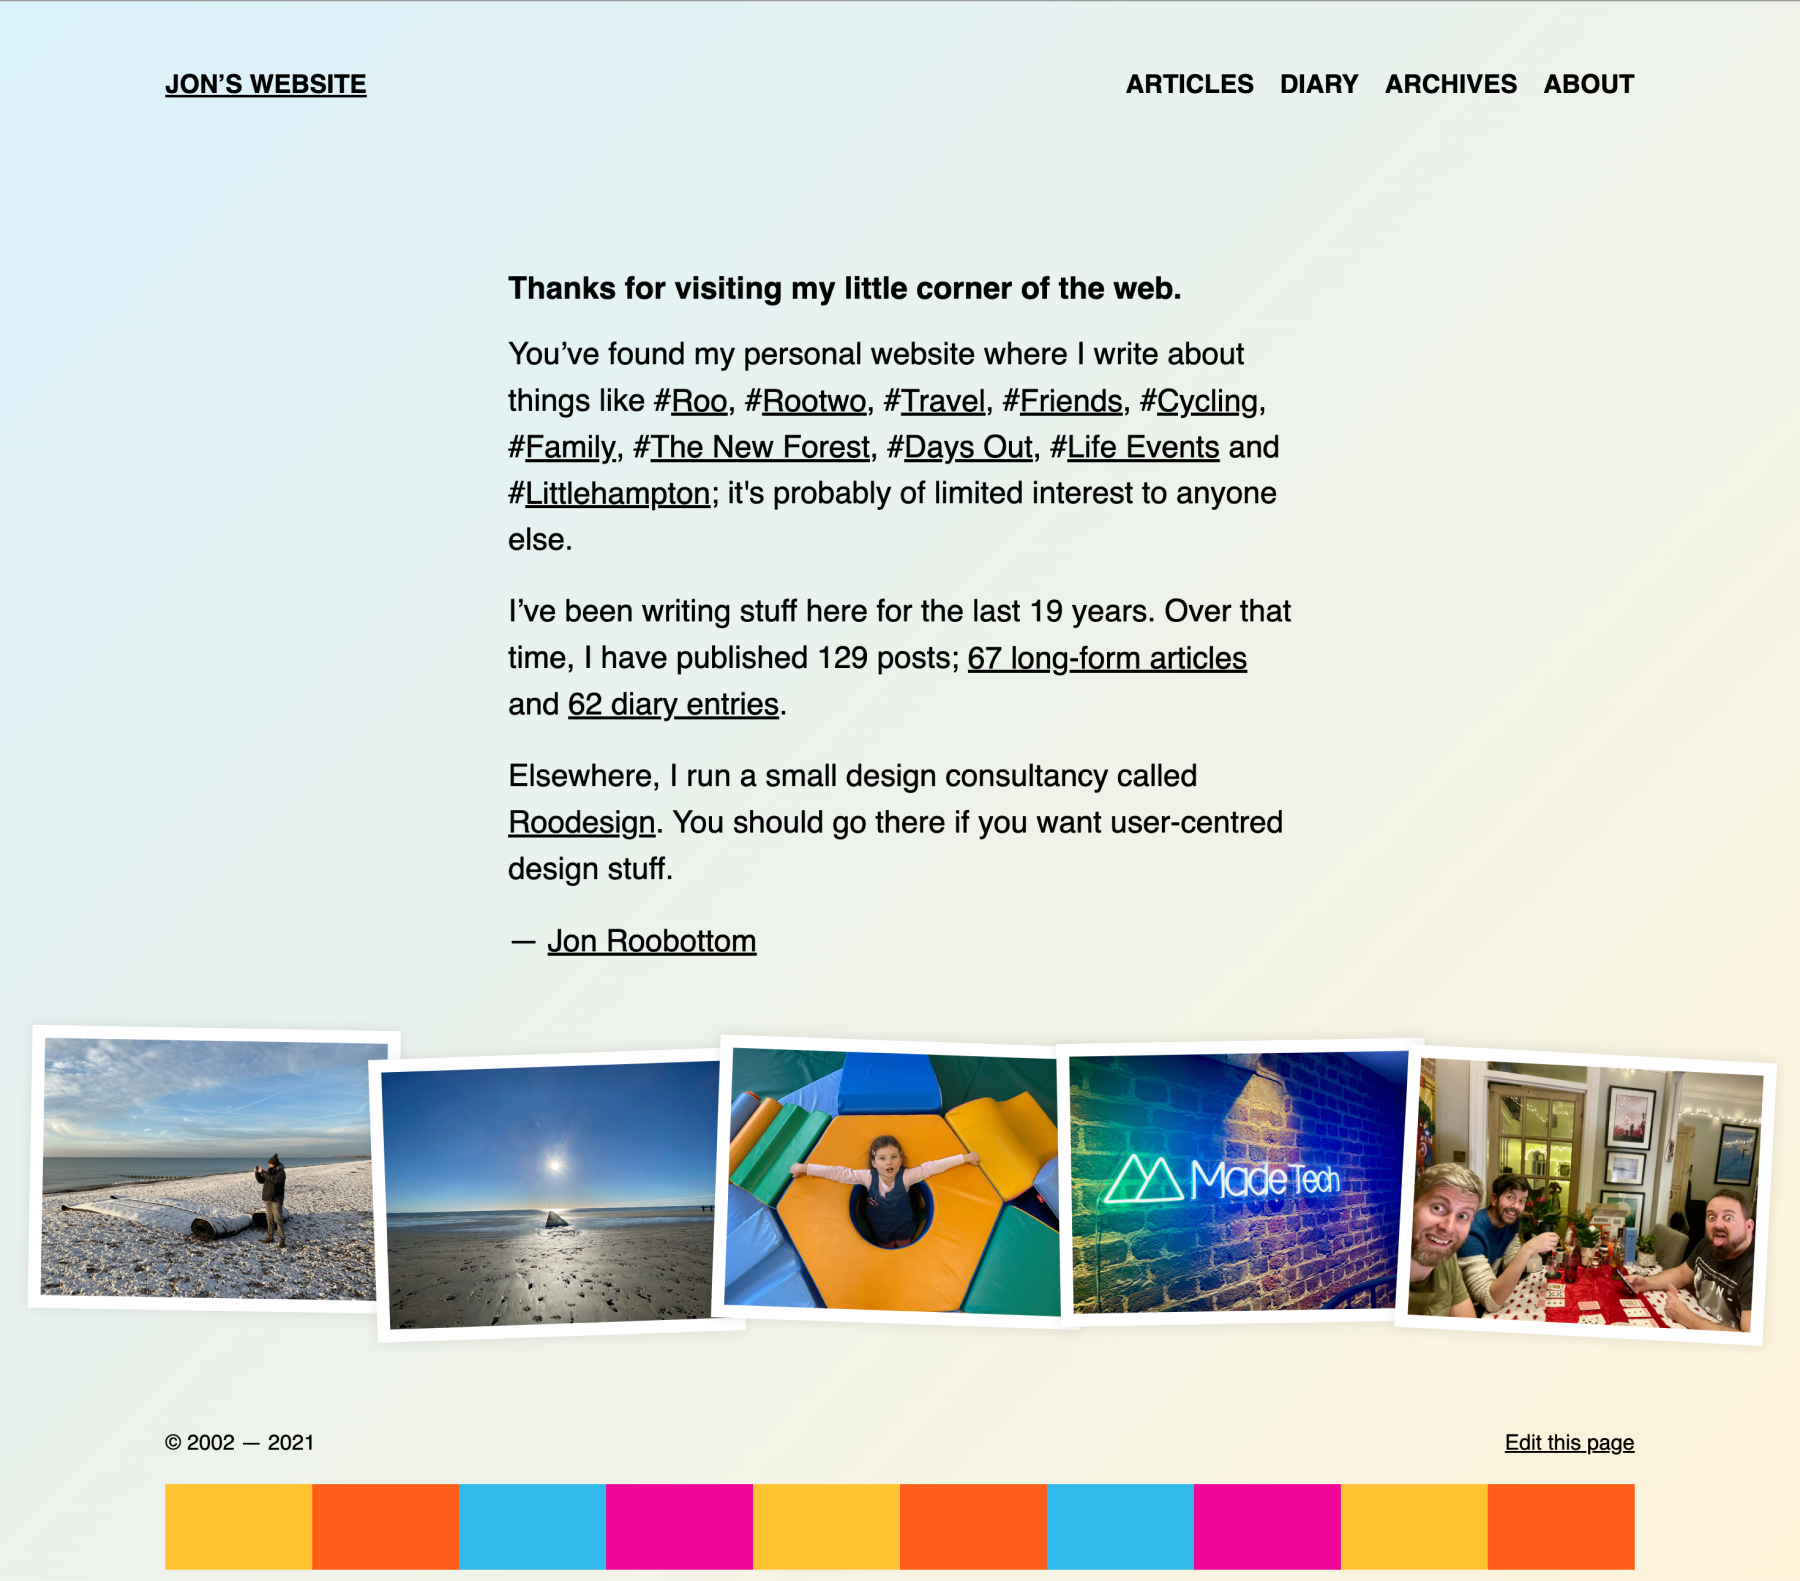 JON’S WEBSITE
ARTICLES DIARY ARCHIVES ABOUT
Thanks for visiting my little corner of the web.
You’ve found my personal website where I write about
things like #Roo, #Rootwo, #Travel, #Friends, #Cycling,
#Family, #The New Forest, #Days Out, #Life Events and
#Littlehampton; it's probably of limited interest to anyone
else.
I’ve been writing stuff here for the last 19 years. Over that
time, I have published 129 posts; 67 long-form articles
and 62 diary entries.
Elsewhere, I run a small design consultancy called
Roodesign. You should go there if you want user-centred
design stuff.
— Jon Roobottom
Made Tech
© 2002 — 2021
Edit this page